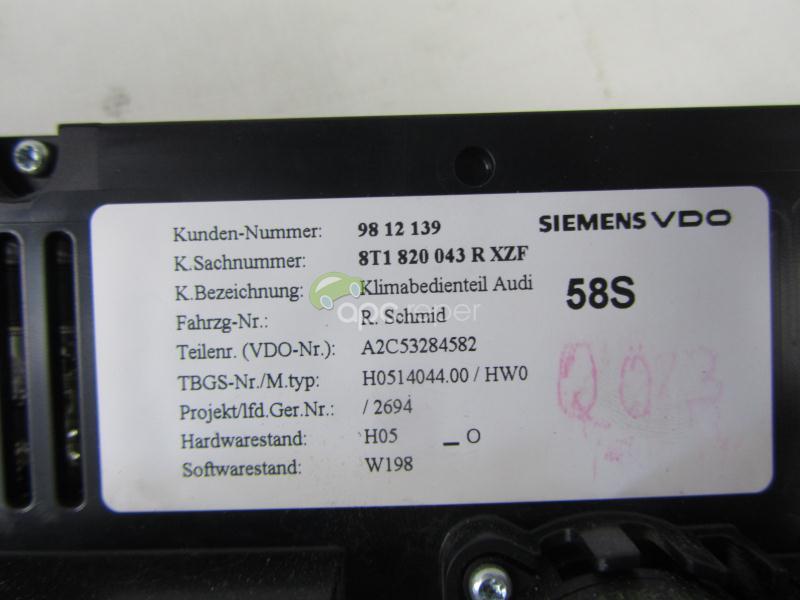 SIEMENS VDO
Kunden-Nummer: 98 12 139
K.Sachnummer: 8T1 820 043 R XZF
K.Bezeichnung: Klimabedienteil Audi
58S
Fahrzg-Nr.: R. Schmid
Teilenr. (VDO-Nr.): A2C53284582
TBGS-Nr./M.typ: H0514044.00 / HW0
Projekt/lfd.Ger.Nr.: / 2694
Hardwarestand: H05 _ O
Softwarestand: W198